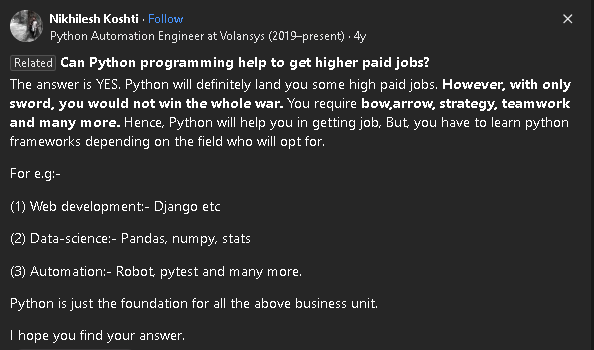 Nikhilesh Koshti · Follow
Python Automation Engineer at Volansys (2019–present) · 4y
Related Can Python programming help to get higher paid jobs?
The answer is YES. Python will definitely land you some high paid jobs. However, with only
sword, you would not win the whole war. You require bow,arrow, strategy, teamwork
and many more. Hence, Python will help you in getting job, But, you have to learn python
frameworks depending on the field who will opt for.
For e.g:-
(1) Web development:- Django etc
(2) Data-science:- Pandas, numpy, stats
(3) Automation:- Robot, pytest and many more.
Python is just the foundation for all the above business unit.
I hope you find your answer.